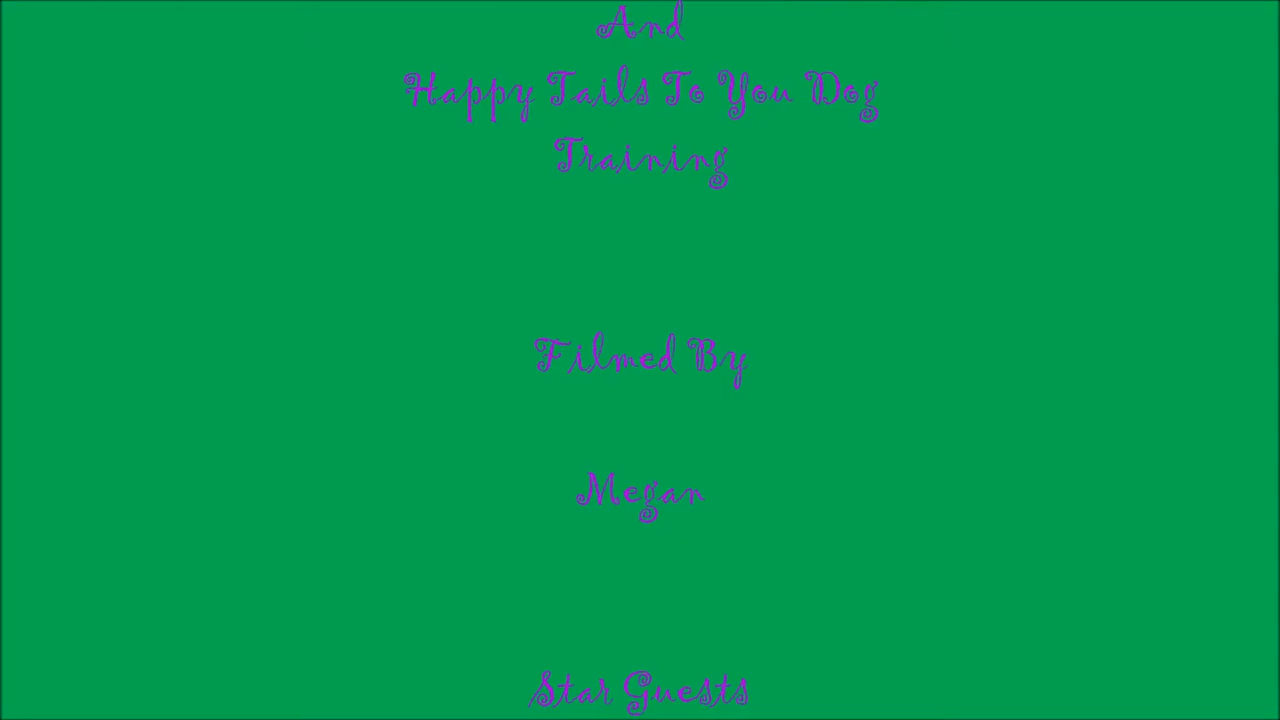 And
Happy Tails To You Dog
Training
Filmed By
Megan
Star Guests